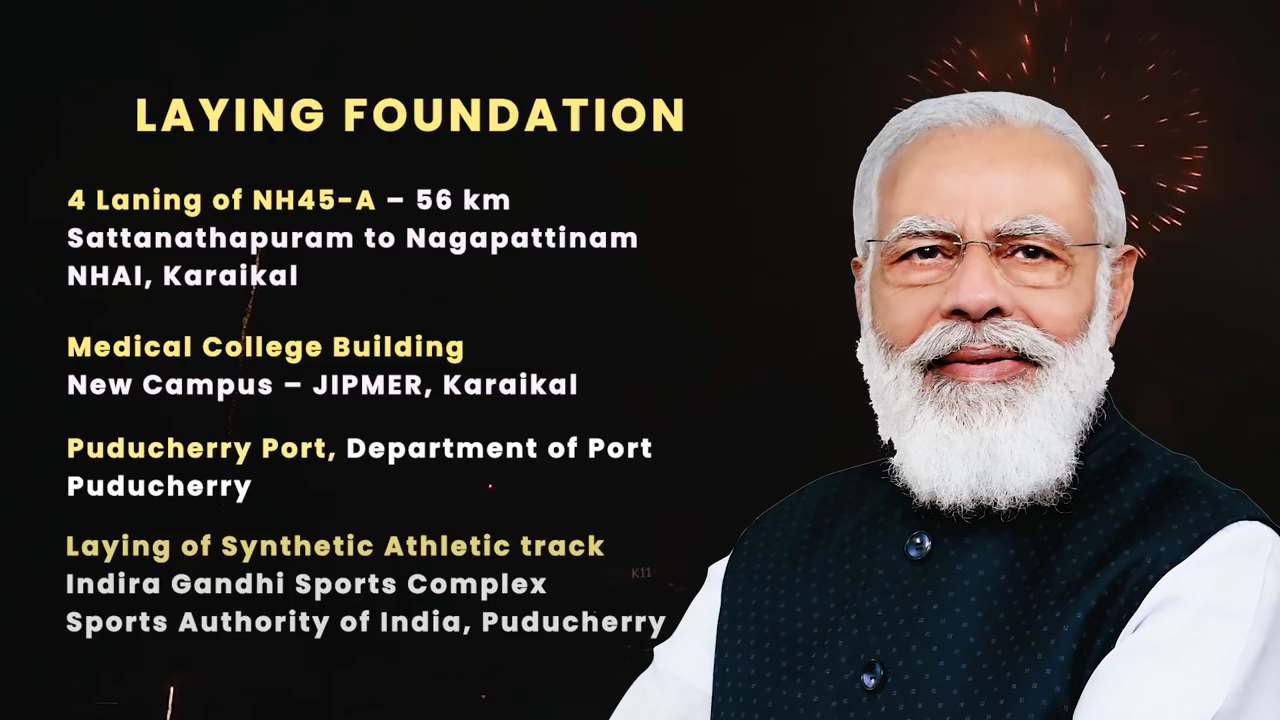 LAYING FOUNDATION
4 Laning of NH45-A – 56 km
Sattanathapuram to Nagapattinam
NHAI, Karaikal
Medical College Building
New Campus – JIPMER, Karaikal
Puducherry Port, Department of Port
Puducherry
Laying of Synthetic Athletic track
Indira Gandhi Sports Complex
Sports Authority of India, Puducherry
K11